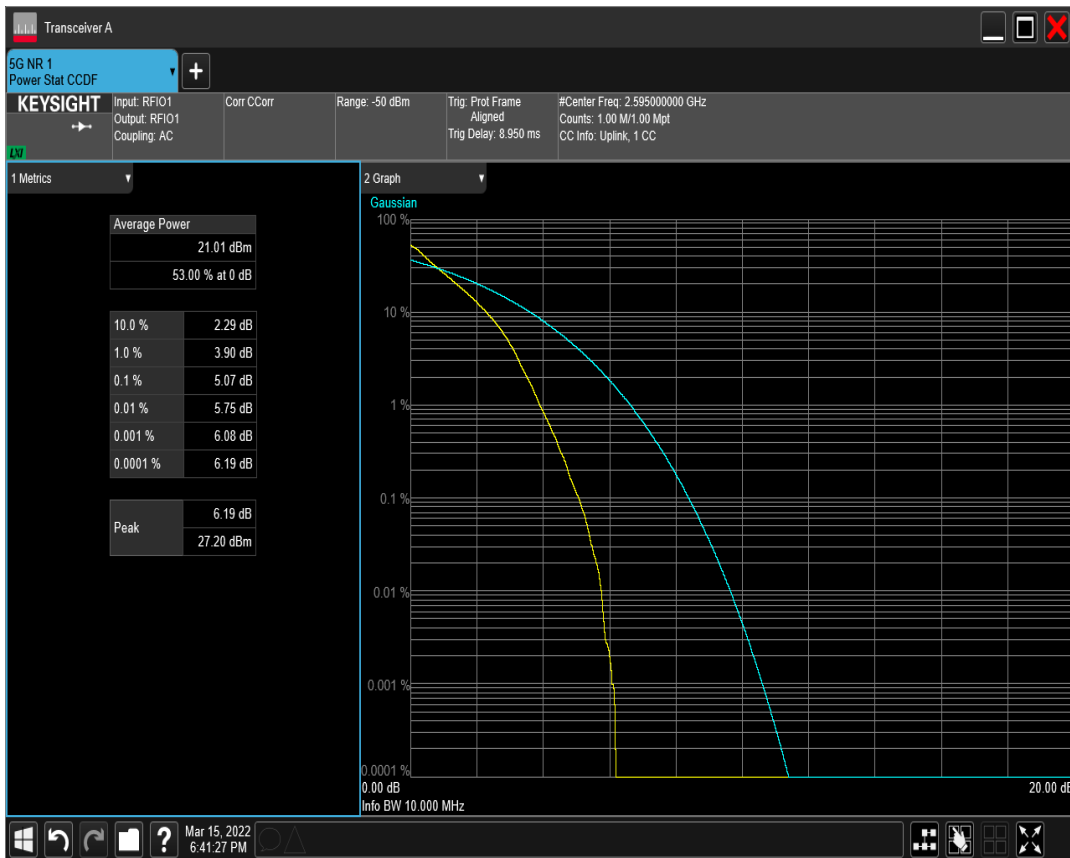 Transceiver A
5G NR 1
Power Stat CCDF
KEYSIGHT
LXI
Input: RFIO1
Output: RFIO1
Coupling: AC
Corr CCorr
Range: -50 dBm
Trig: Prot Frame
Aligned
Trig Delay: 8.950 ms
#Center Freq: 2.595000000 GHz
Counts: 1.00 M/1.00 Mpt
CC Info: Uplink, 1 CC
1 Metrics
Average Power
21.01 dBm
53.00 % at 0 dB
10.0 % 2.29 dB
1.0 % 3.90 dB
0.1 % 5.07 dB
0.01 % 5.75 dB
0.001 % 6.08 dB
0.0001 % 6.19 dB
Peak
6.19 dB
27.20 dBm
2 Graph
Gaussian
100 %
10 %
1 %
0.1 %
0.01 %
0.001 %
0.0001 %
0.00 dB 20.00 dB
Info BW 10.000 MHz
?
Mar 15, 2022
6:41:27 PM